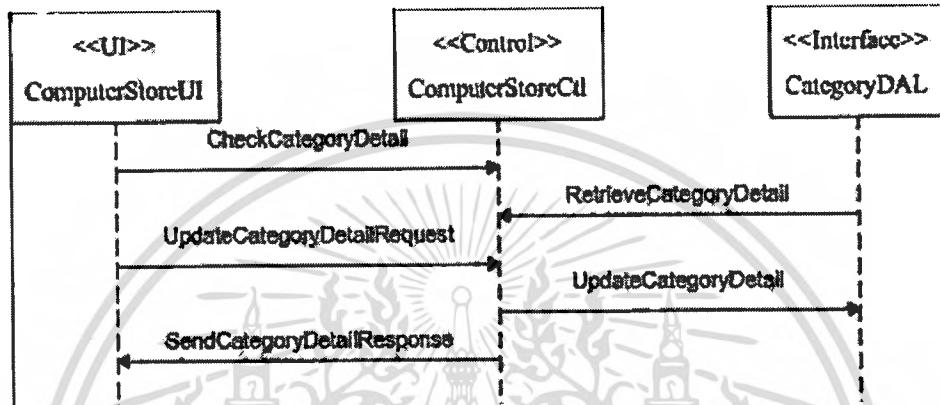 <<UI>>
ComputerStoreUI
<<Control>>
ComputerStoreCtl
<<Interface>>
CategoryDAL
CheckCategoryDetail
RetrieveCategoryDetail
UpdateCategoryDetailRequest
UpdateCategoryDetail
SendCategoryDetailResponse